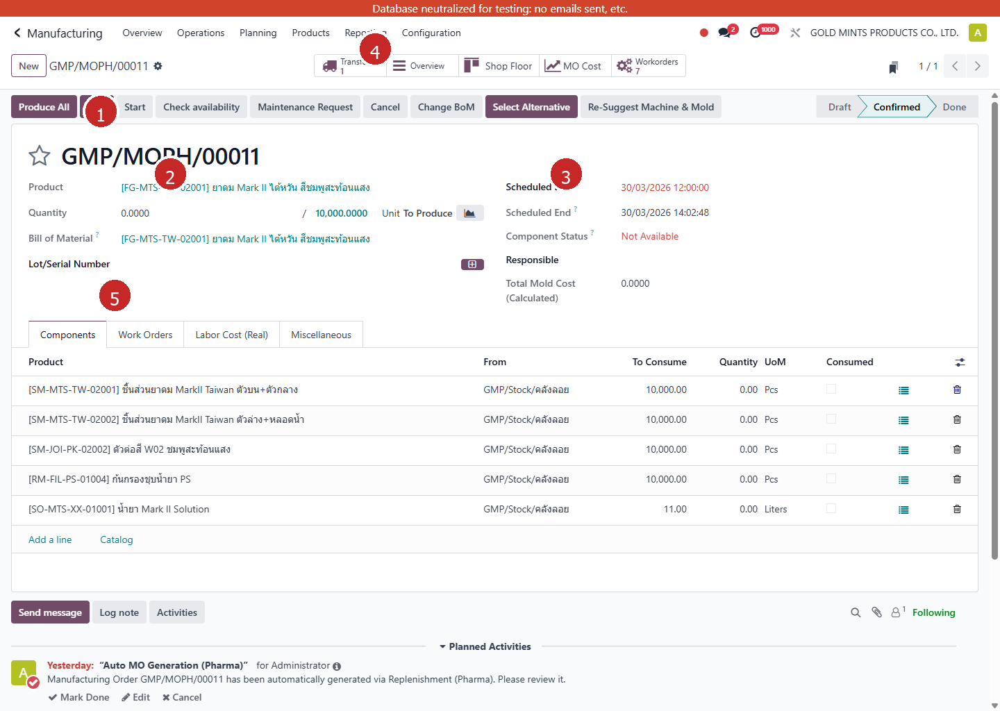 Database neutralized for testing: no emails sent, etc.
Manufacturing Overview Operations Planning Products Reporting Configuration 2 1000 GOLD MINTS PRODUCTS CO., LTD. A
New GMP/MOPH/00011 1 Overview Shop Floor MO Cost Workorders 7 1 / 1
4
Produce All Start Check availability Maintenance Request Cancel Change BoM Select Alternative Re-Suggest Machine & Mold Draft Confirmed Done
1
GMP/MOPH/00011
2
3
Product [FG-MTS- 02001] ยาดม Mark II ไต้หวัน สีชมพูสะท้อนแสง Scheduled 30/03/2026 12:00:00
Quantity 0.0000 / 10,000.0000 Unit To Produce Scheduled End ? 30/03/2026 14:02:48
Bill of Material ? [FG-MTS-TW-02001] ยาดม Mark II ไต้หวัน สีชมพูสะท้อนแสง Component Status ? Not Available
Lot/Serial Number Responsible
Total Mold Cost (Calculated) 0.0000
5
Components Work Orders Labor Cost (Real) Miscellaneous
Product From To Consume Quantity UoM Consumed
[SM-MTS-TW-02001] ชิ้นส่วนยาดม MarkII Taiwan ตัวบน+ตัวกลาง GMP/Stock/คลังลอย 10,000.00 0.00 Pcs
[SM-MTS-TW-02002] ชิ้นส่วนยาดม MarkII Taiwan ตัวล่าง+หลอดน้ำ GMP/Stock/คลังลอย 10,000.00 0.00 Pcs
[SM-JOI-PK-02002] ตัวต่อสี W02 ชมพูสะท้อนแสง GMP/Stock/คลังลอย 10,000.00 0.00 Pcs
[RM-FIL-PS-01004] ก้นกรองชุบน้ำยา PS GMP/Stock/คลังลอย 10,000.00 0.00 Pcs
[SO-MTS-XX-01001] น้ำยา Mark II Solution GMP/Stock/คลังลอย 11.00 0.00 Liters
Add a line Catalog
Send message Log note Activities 1 Following
Planned Activities
A Yesterday: “Auto MO Generation (Pharma)” for Administrator
Manufacturing Order GMP/MOPH/00011 has been automatically generated via Replenishment (Pharma). Please review it.
Mark Done Edit Cancel